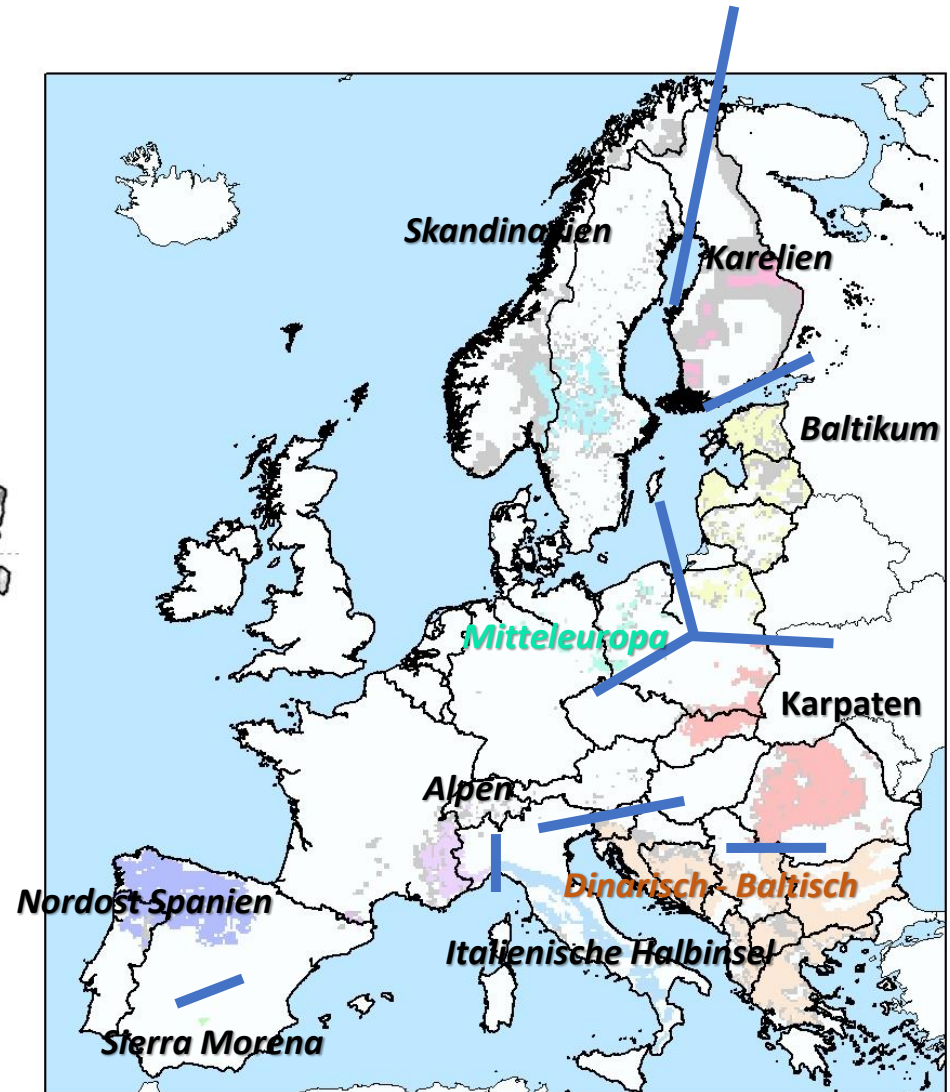 Skandinavien
Karelien
Baltikum
Mitteleuropa
Karpaten
Alpen
Dinarisch - Baltisch
Nordost Spanien
Italienische Halbinsel
Sierra Morena